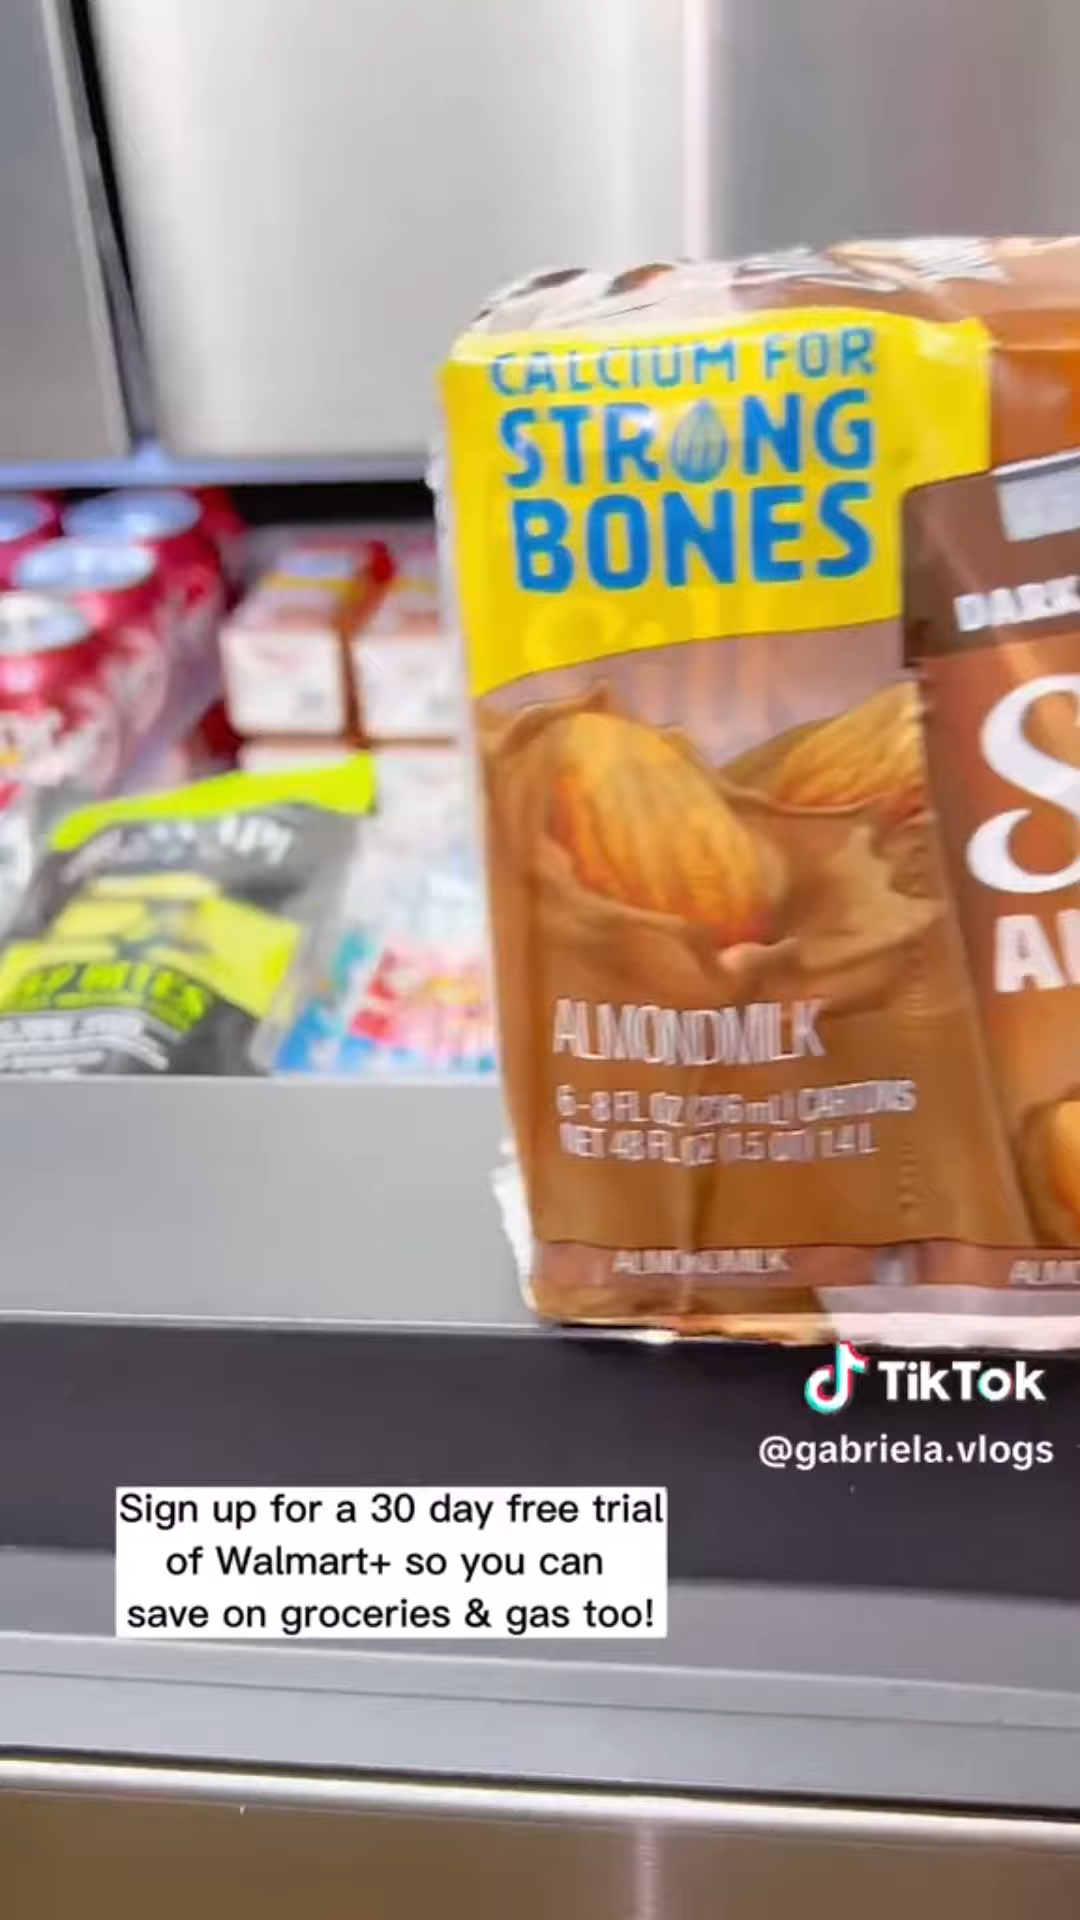 CALCIUM FOR
STRONG
BONES
DARK
ALMONDMILK
6-8 FL OZ (236 mL) CARTONS
NET 48 FL OZ (1.5 QT) 1.4 L
ALMONDMILK
TikTok
@gabriela.vlogs
Sign up for a 30 day free trial
of Walmart+ so you can
save on groceries & gas too!